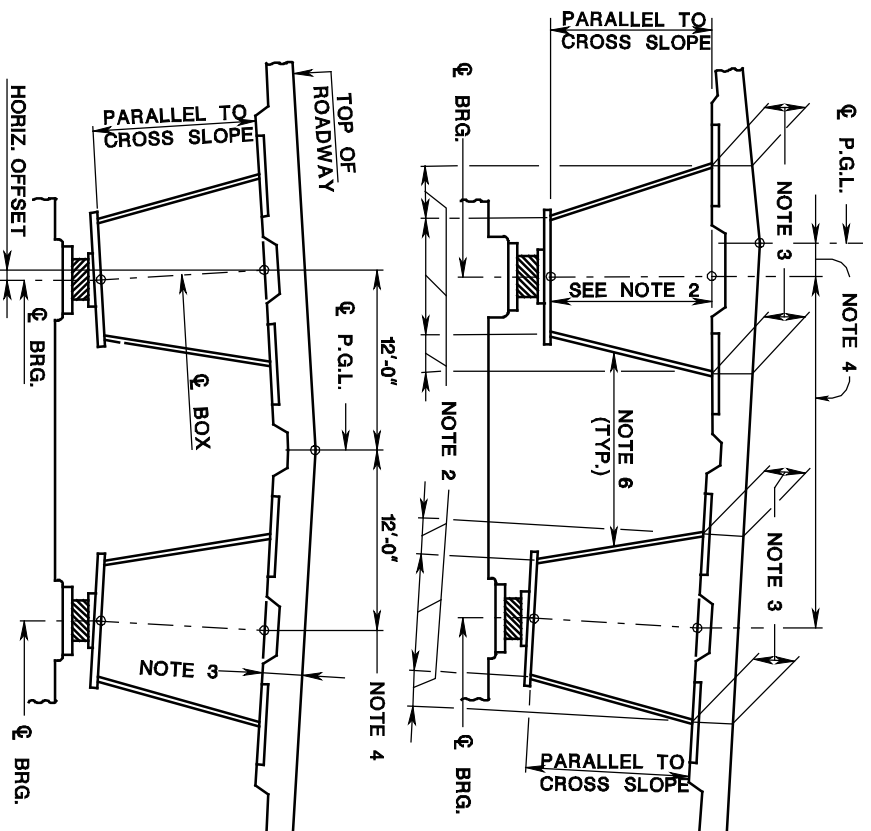 PARALLEL TO
CROSS SLOPE
℄ BRG.
℄ P.G.L.
NOTE 3
NOTE 4
SEE NOTE 2
NOTE 6
(TYP.)
NOTE 2
NOTE 3
℄ BRG.
PARALLEL TO
CROSS SLOPE
TOP OF
ROADWAY
PARALLEL TO
CROSS SLOPE
HORIZ. OFFSET
℄ BRG.
℄ BOX
℄ P.G.L.
12'-0"
12'-0"
NOTE 3
NOTE 4
℄ BRG.